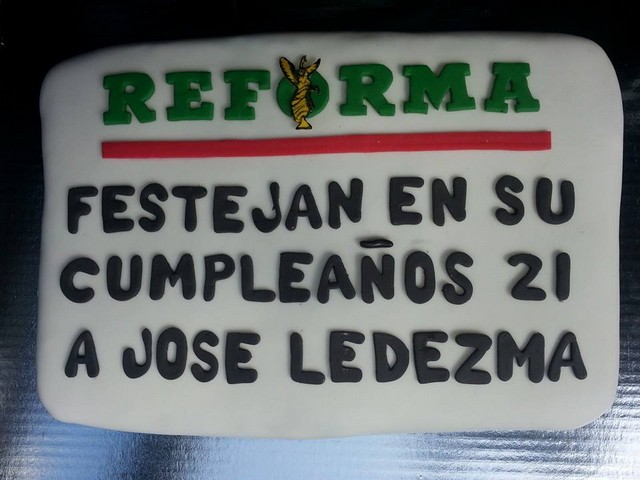 REFORMA
FESTEJAN EN SU
CUMPLEAÑOS 21
A JOSE LEDEZMA